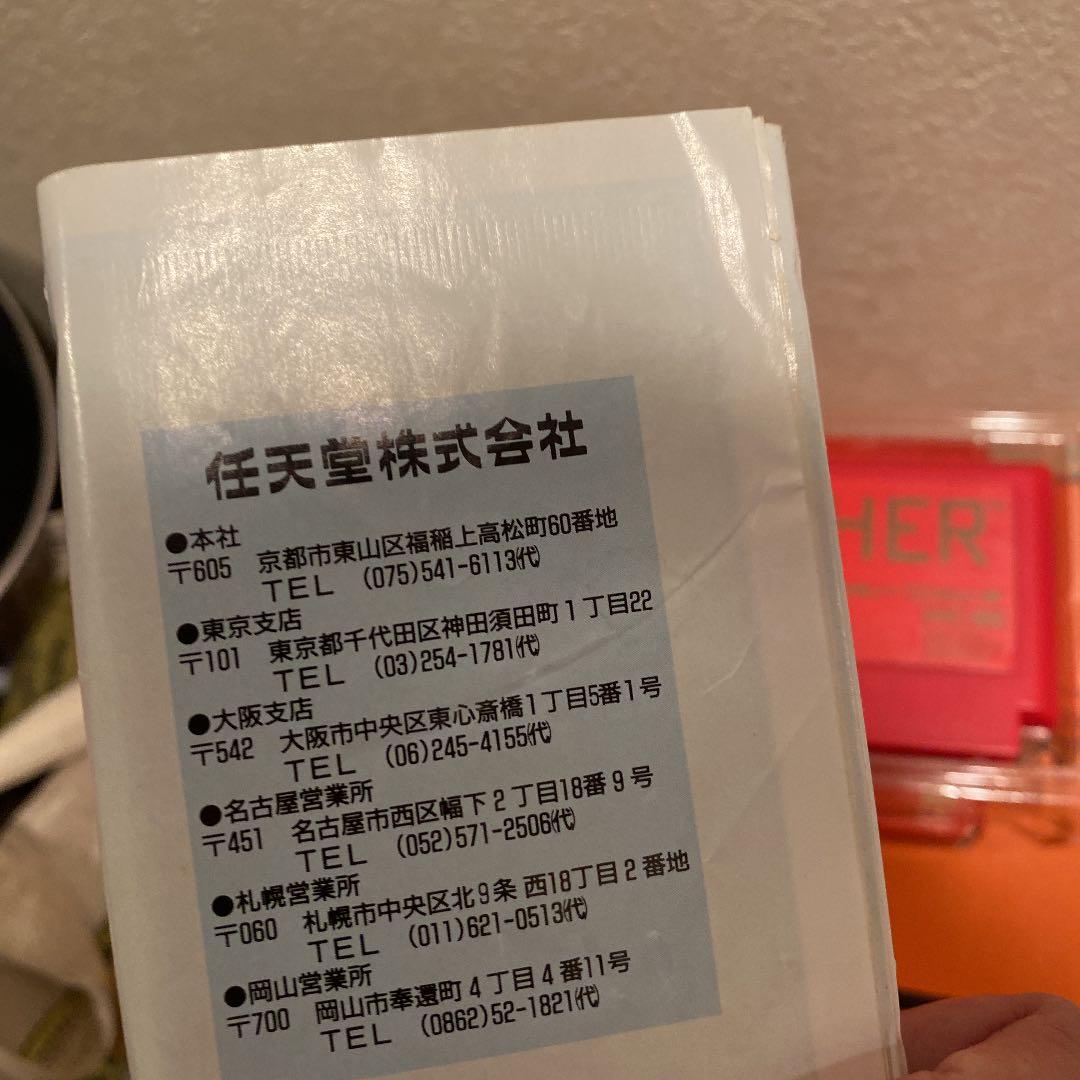 任天堂株式会社
●本社
〒605 京都市東山区福稲上高松町60番地
TEL (075)541-6113㈹
●東京支店
〒101 東京都千代田区神田須田町1丁目22
TEL (03)254-1781㈹
●大阪支店
〒542 大阪市中央区東心斎橋1丁目5番1号
TEL (06)245-4155㈹
●名古屋営業所
〒451 名古屋市西区幅下2丁目18番9号
TEL (052)571-2506㈹
●札幌営業所
〒060 札幌市中央区北9条西18丁目2番地
TEL (011)621-0513㈹
●岡山営業所
〒700 岡山市奉還町4丁目4番11号
TEL (0862)52-1821㈹
HER